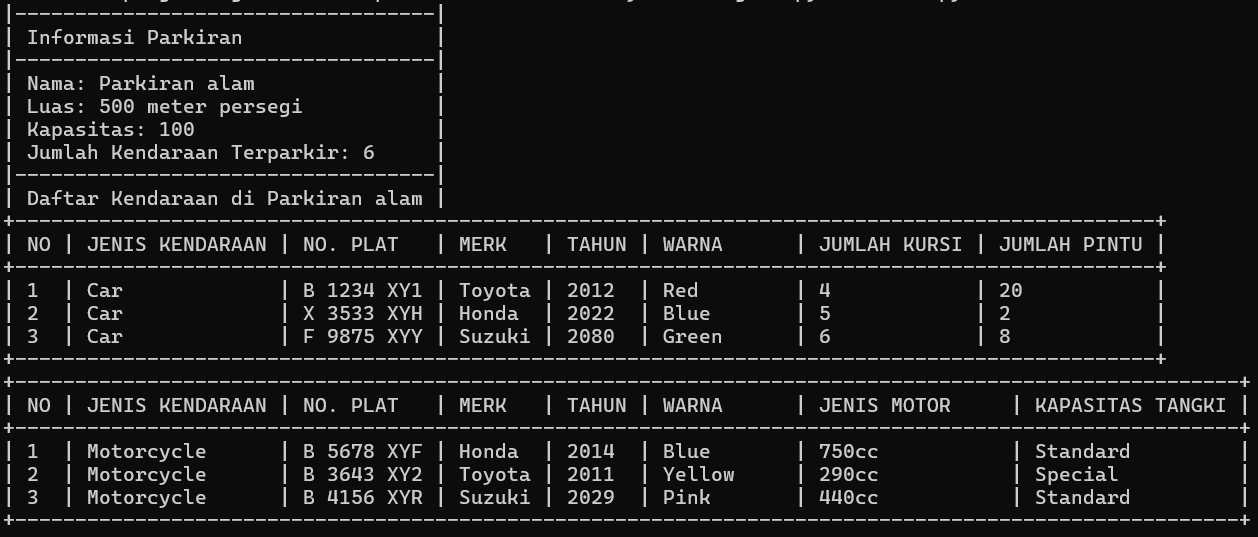 Informasi Parkiran
Nama: Parkiran alam
Luas: 500 meter persegi
Kapasitas: 100
Jumlah Kendaraan Terparkir: 6
Daftar Kendaraan di Parkiran alam
| NO | JENIS KENDARAAN | NO. PLAT | MERK | TAHUN | WARNA | JUMLAH KURSI | JUMLAH PINTU |
| 1 | Car | B 1234 XY1 | Toyota | 2012 | Red | 4 | 20 |
| 2 | Car | X 3533 XYH | Honda | 2022 | Blue | 5 | 2 |
| 3 | Car | F 9875 XYY | Suzuki | 2080 | Green | 6 | 8 |
| NO | JENIS KENDARAAN | NO. PLAT | MERK | TAHUN | WARNA | JENIS MOTOR | KAPASITAS TANGKI |
| 1 | Motorcycle | B 5678 XYF | Honda | 2014 | Blue | 750cc | Standard |
| 2 | Motorcycle | B 3643 XY2 | Toyota | 2011 | Yellow | 290cc | Special |
| 3 | Motorcycle | B 4156 XYR | Suzuki | 2029 | Pink | 440cc | Standard |